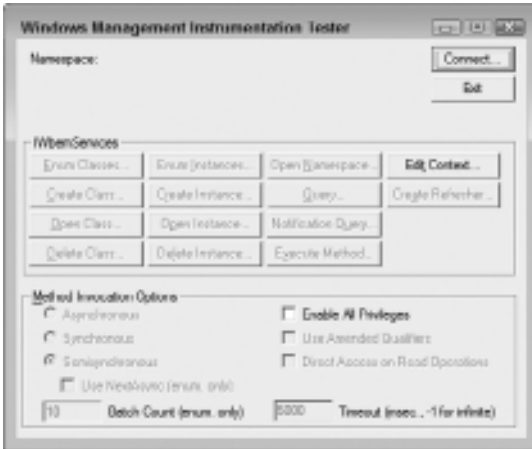 Windows Management Instrumentation Tester
Namespace:
Connect...
Exit
IWbemServices
Enum Classes...
Enum Instances...
Open Namespace...
Edit Context...
Create Class...
Create Instance...
Query...
Create Refresher...
Open Class...
Open Instance...
Notification Query...
Delete Class...
Delete Instance...
Execute Method...
Method Invocation Options
Asynchronous
Enable All Privileges
Synchronous
Use Amended Qualifiers
Semisynchronous
Direct Access on Read Operations
Use NextAsync (enum. only)
10 Batch Count (enum. only)
5000 Timeout (msec., -1 for infinite)